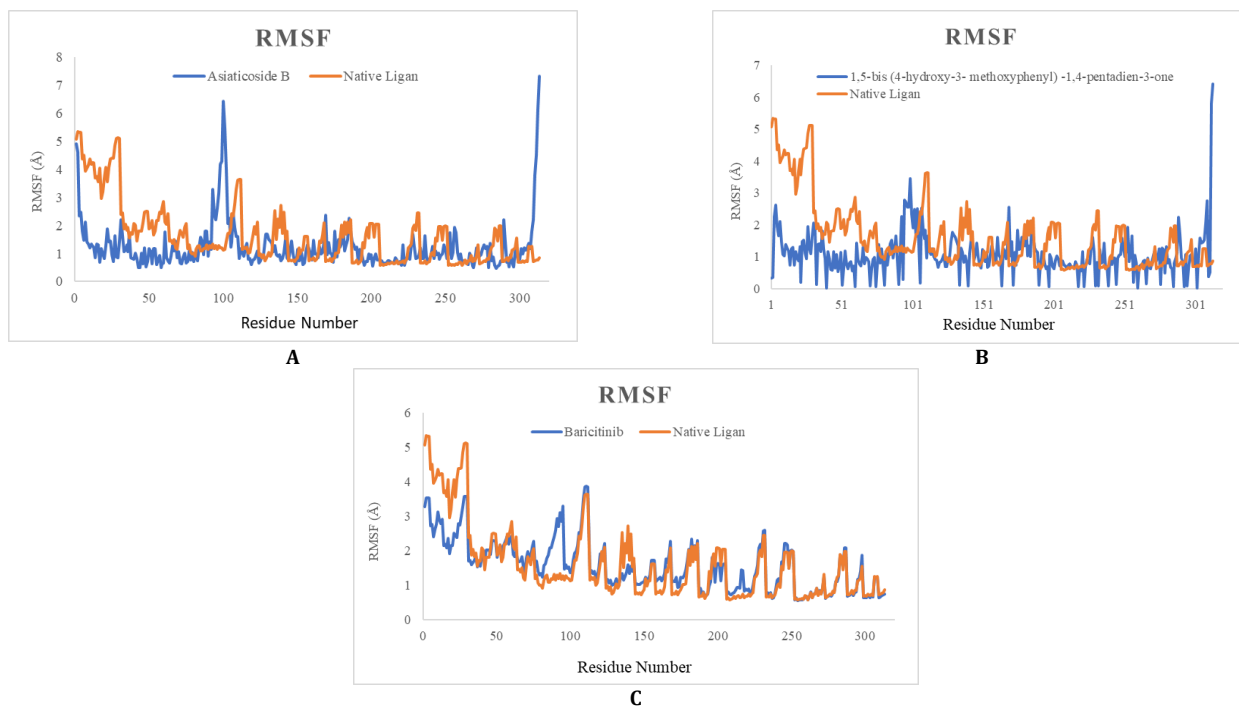 RMSF
Asiaticoside B
Native Ligan
8
7
6
5
4
3
2
1
0
RMSF (Å)
0 50 100 150 200 250 300
Residue Number
A
RMSF
1,5-bis (4-hydroxy-3- methoxyphenyl) -1,4-pentadien-3-one
Native Ligan
7
6
5
4
3
2
1
0
RMSF (Å)
1 51 101 151 201 251 301
Residue Number
B
RMSF
Baricitinib Native Ligan
6
5
4
3
2
1
0
RMSF (Å)
0 50 100 150 200 250 300
Residue Number
C